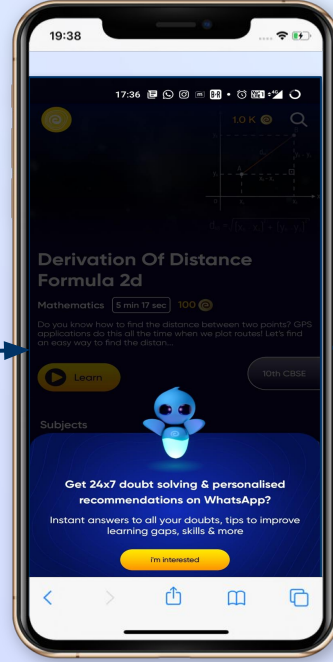 19:38
17:36
1.0 K
Derivation Of Distance
Formula 2d
Mathematics 5 min 17 sec 100
Do you know how to find the distance between two points? GPS
applications do this all the time when we plot routes! Let's find
an easy way to find the distan...
Learn
10th CBSE
Subjects
Get 24x7 doubt solving & personalised
recommendations on WhatsApp?
Instant answers to all your doubts, tips to improve
learning gaps, skills & more
I'm interested